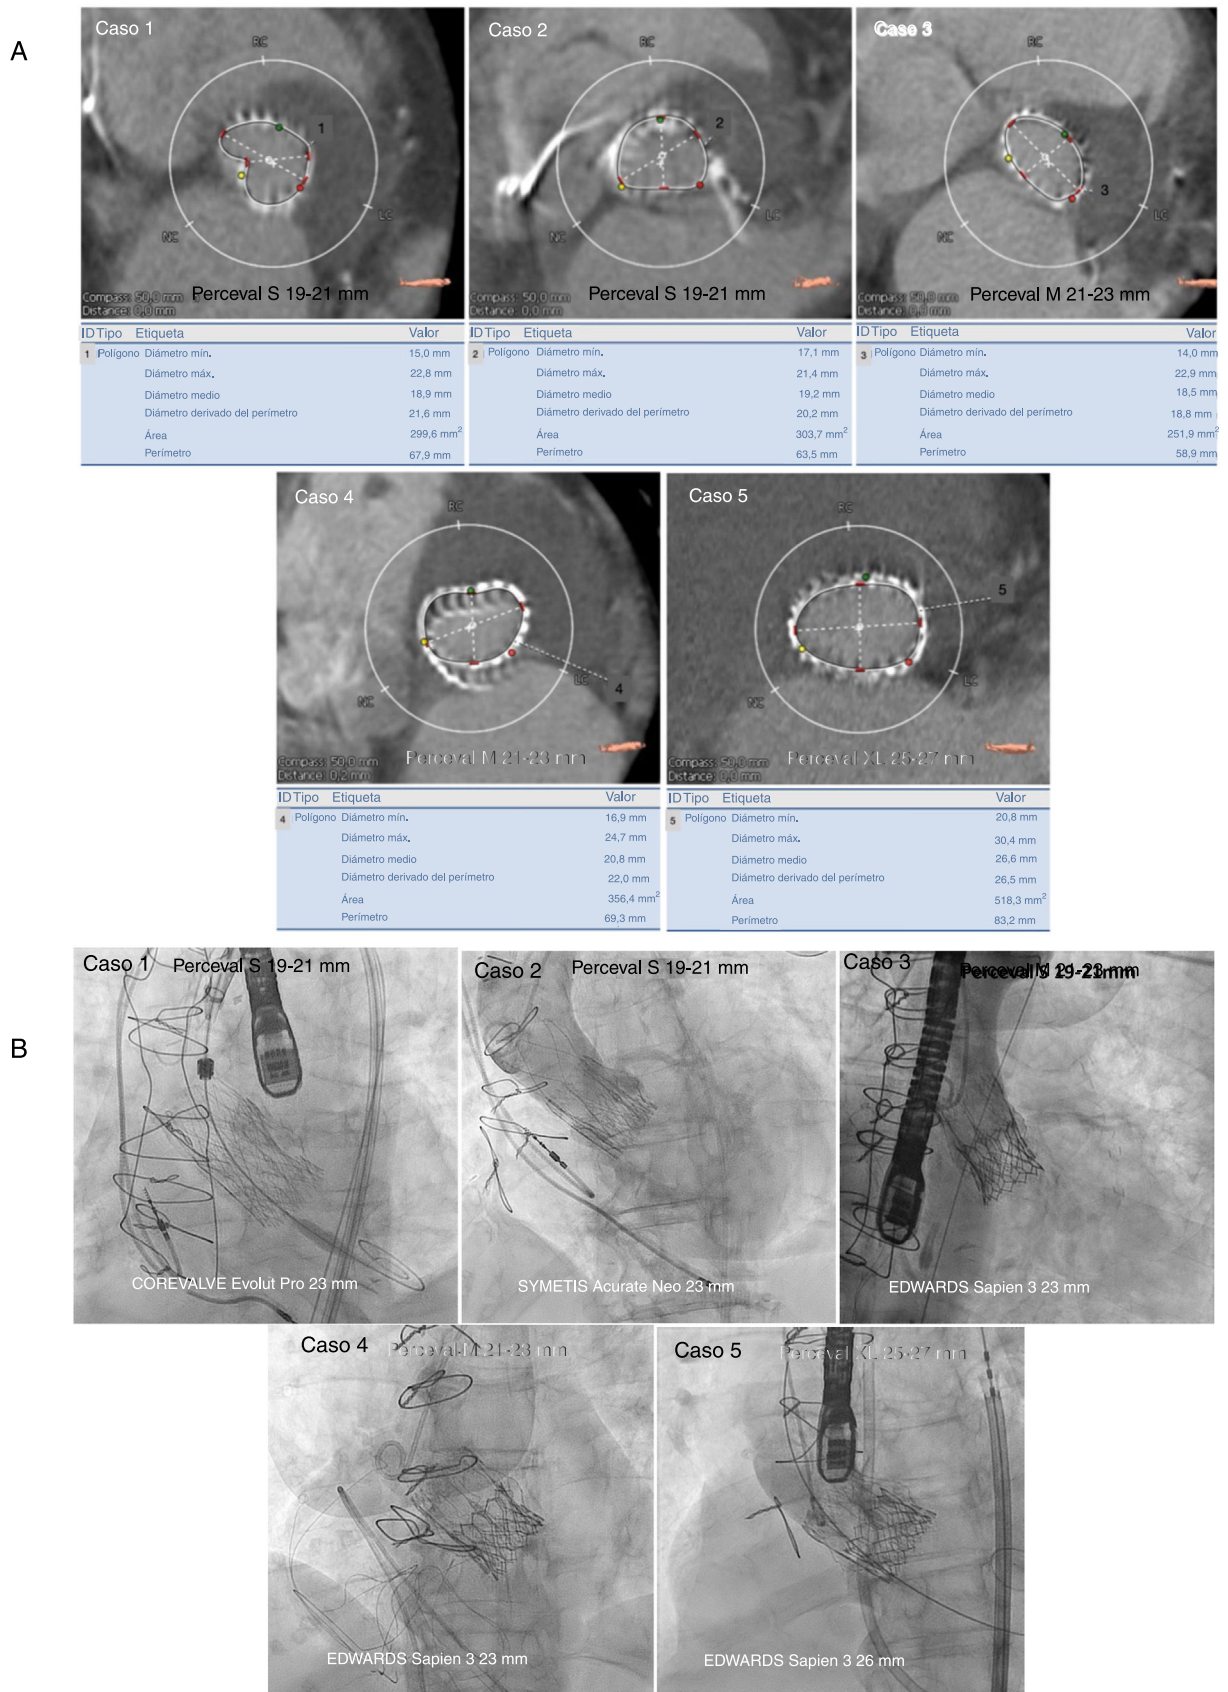 A
Caso 1
RC
1
LC
NC
Compass: 50,0 mm
Distance: 0,0 mm
Perceval S 19-21 mm
Caso 2
RC
2
LC
NC
Compass: 50,0 mm
Distance: 0,0 mm
Perceval S 19-21 mm
Caso 3
RC
3
LC
NC
Compass: 50,0 mm
Distance: 0,0 mm
Perceval M 21-23 mm
ID Tipo Etiqueta Valor
1 Polígono Diámetro mín. 15,0 mm
Diámetro máx. 22,8 mm
Diámetro medio 18,9 mm
Diámetro derivado del perímetro 21,6 mm
Área 299,6 mm²
Perímetro 67,9 mm
ID Tipo Etiqueta Valor
2 Polígono Diámetro mín. 17,1 mm
Diámetro máx. 21,4 mm
Diámetro medio 19,2 mm
Diámetro derivado del perímetro 20,2 mm
Área 303,7 mm²
Perímetro 63,5 mm
ID Tipo Etiqueta Valor
3 Polígono Diámetro mín. 14,0 mm
Diámetro máx. 22,9 mm
Diámetro medio 18,5 mm
Diámetro derivado del perímetro 18,8 mm
Área 251,9 mm²
Perímetro 58,9 mm
Caso 4
RC
LC
4
NC
Perceval M 21-23 mm
Compass: 50,0 mm
Distance: 0,2 mm
Caso 5
RC
5
LC
NC
Perceval XL 25-27 mm
Compass: 50,0 mm
Distance: 0,0 mm
ID Tipo Etiqueta Valor
4 Polígono Diámetro mín. 16,9 mm
Diámetro máx. 24,7 mm
Diámetro medio 20,8 mm
Diámetro derivado del perímetro 22,0 mm
Área 356,4 mm²
Perímetro 69,3 mm
ID Tipo Etiqueta Valor
5 Polígono Diámetro mín. 20,8 mm
Diámetro máx. 30,4 mm
Diámetro medio 26,6 mm
Diámetro derivado del perímetro 26,5 mm
Área 518,3 mm²
Perímetro 83,2 mm
B
Caso 1 Perceval S 19-21 mm
COREVALVE Evolut Pro 23 mm
Caso 2 Perceval S 19-21 mm
SYMETIS Acurate Neo 23 mm
Caso 3 Perceval
EDWARDS Sapien 3 23 mm
Caso 4 Perceval M 21-23 mm
EDWARDS Sapien 3 23 mm
Caso 5 Perceval XL 25-27 mm
EDWARDS Sapien 3 26 mm